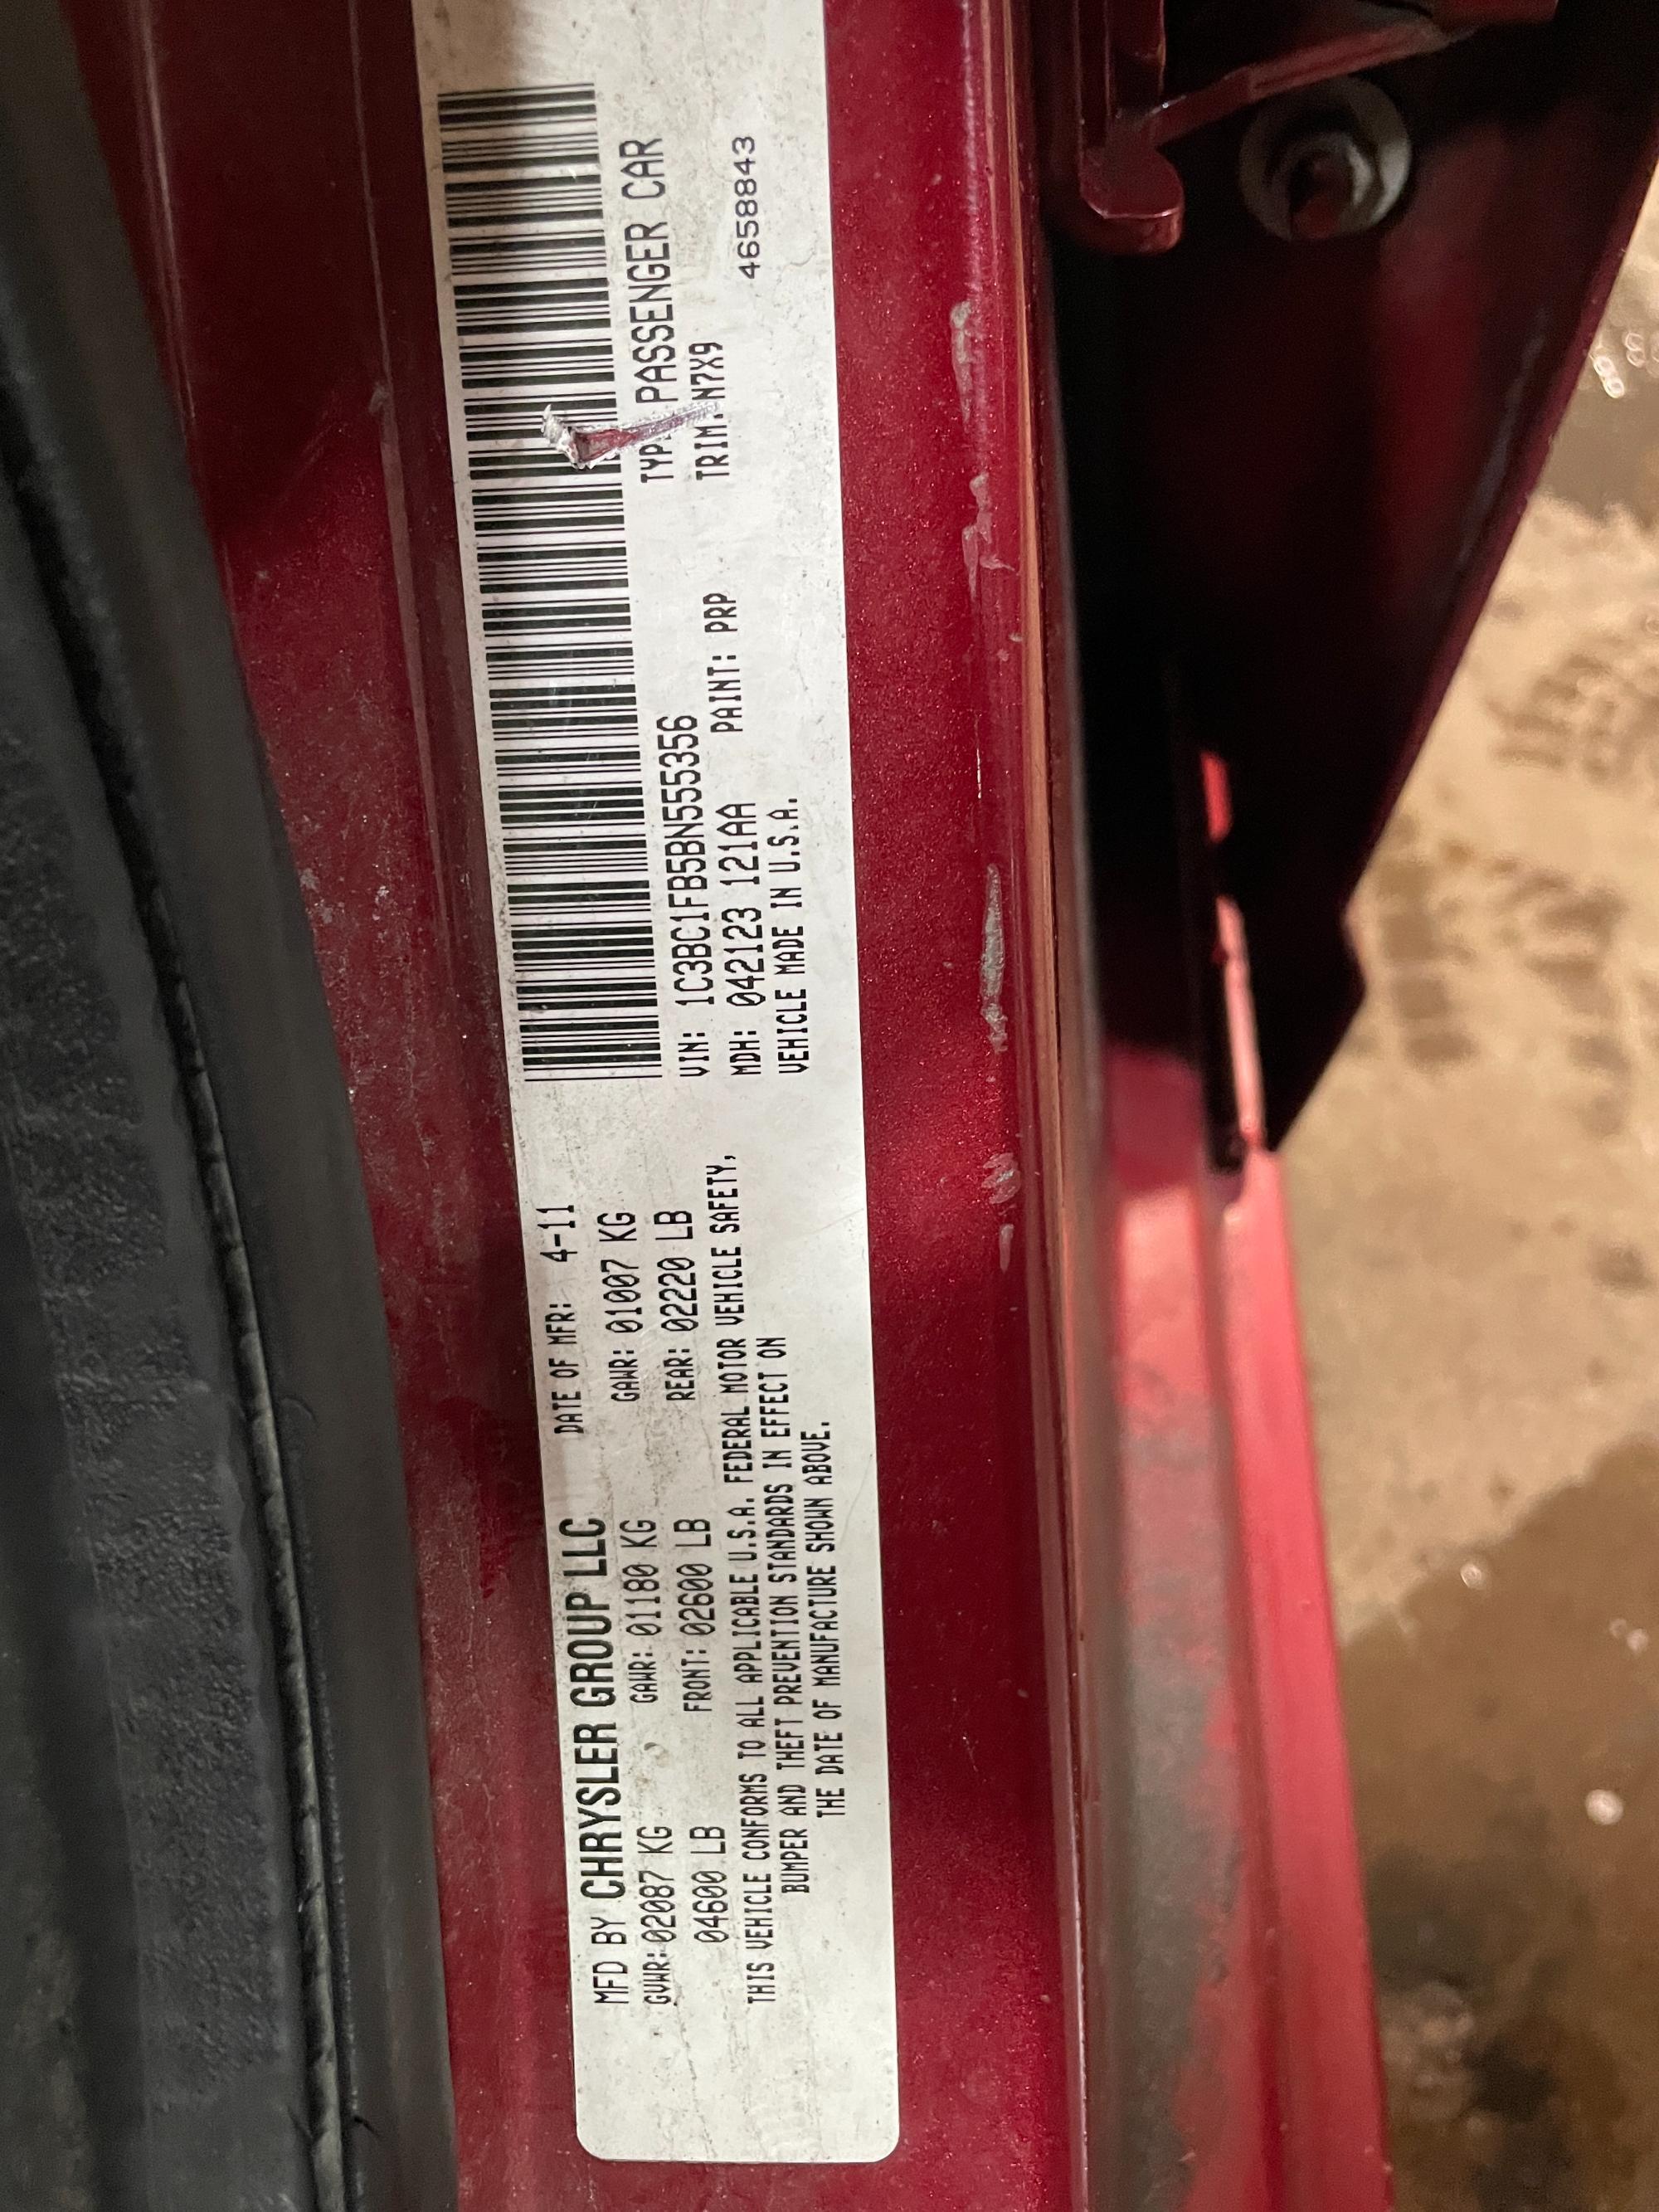 MFD BY CHRYSLER GROUP LLC DATE OF MFR: 4-11
GVWR: 02087 KG GAWR: 01180 KG GAWR: 01007 KG
04600 LB FRONT: 02600 LB REAR: 02220 LB
THIS VEHICLE CONFORMS TO ALL APPLICABLE U.S.A. FEDERAL MOTOR VEHICLE SAFETY,
BUMPER AND THEFT PREVENTION STANDARDS IN EFFECT ON
THE DATE OF MANUFACTURE SHOWN ABOVE.
VIN: 1C3BC1FB5BN555356 TYPE: PASSENGER CAR
MDH: 042123 121AA PAINT: PRP TRIM: N7X9
VEHICLE MADE IN U.S.A. 4658843